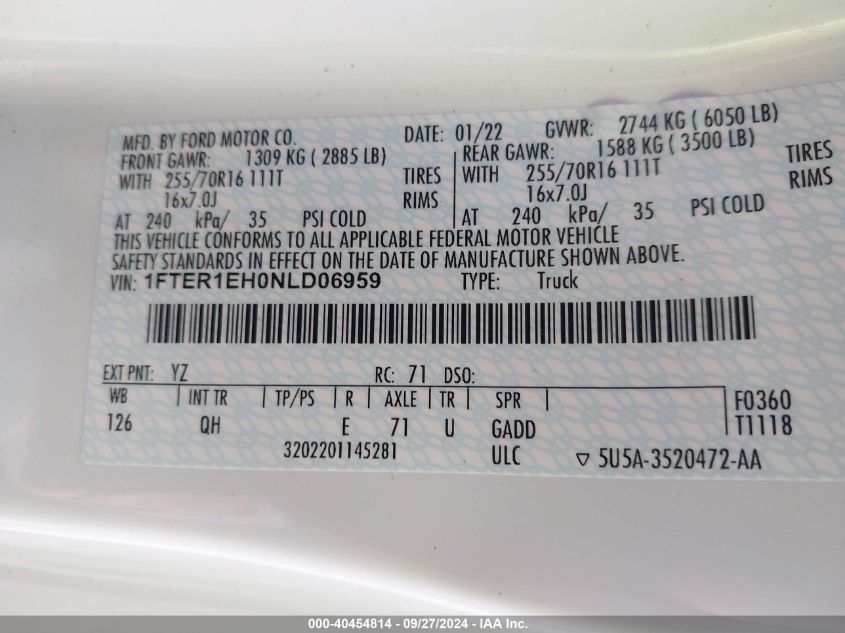 MFD. BY FORD MOTOR CO. DATE: 01/22 GVWR: 2744 KG ( 6050 LB)
FRONT GAWR: 1309 KG ( 2885 LB) REAR GAWR: 1588 KG ( 3500 LB)
WITH 255/70R16 111T TIRES WITH 255/70R16 111T TIRES
16x7.0J RIMS 16x7.0J RIMS
AT 240 kPa/ 35 PSI COLD AT 240 kPa/ 35 PSI COLD
THIS VEHICLE CONFORMS TO ALL APPLICABLE FEDERAL MOTOR VEHICLE
SAFETY STANDARDS IN EFFECT ON THE DATE OF MANUFACTURE SHOWN ABOVE.
VIN: 1FTER1EH0NLD06959 TYPE: Truck
EXT PNT: YZ RC: 71 DSO:
WB INT TR TP/PS R AXLE TR SPR F0360
126 QH E 71 U GADD T1118
3202201145281 ULC ▽ 5U5A-3520472-AA
000-40454814 - 09/27/2024 - IAA Inc.